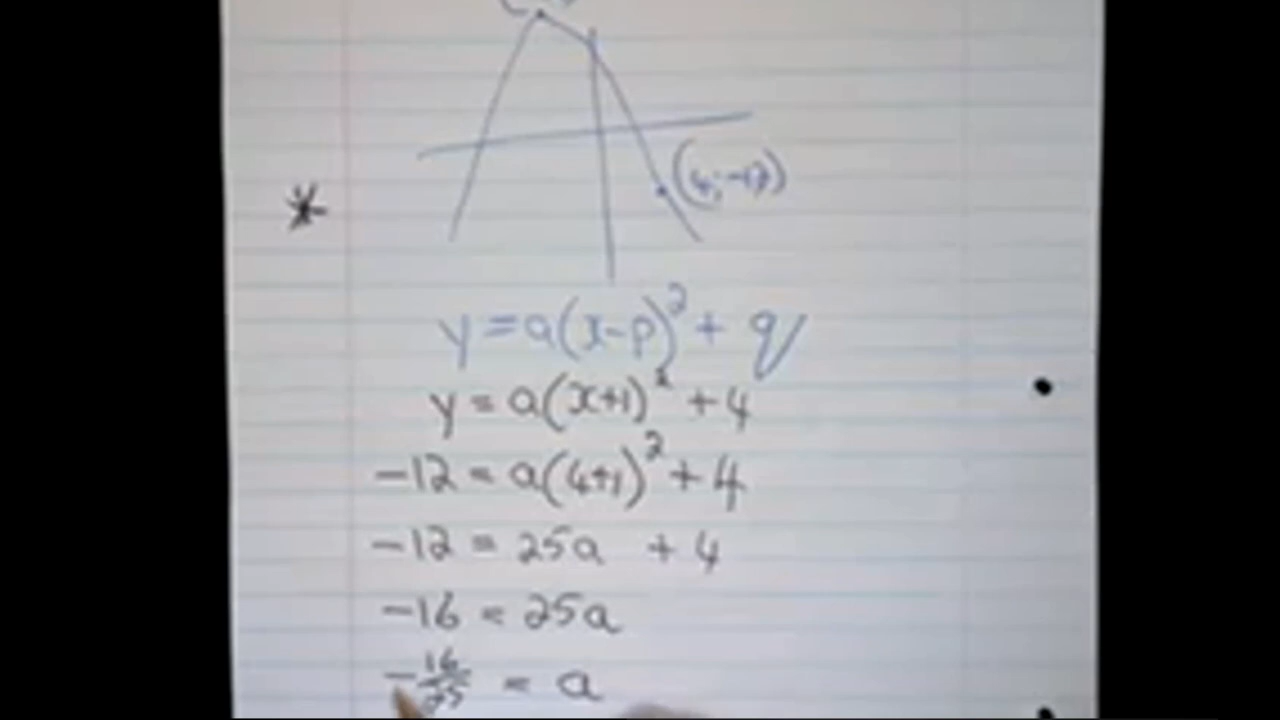 (4;-12)
y=a(x-p)²+q
y=a(x+1)²+4
-12=a(4+1)²+4
-12=25a+4
-16=25a
-16/25=a